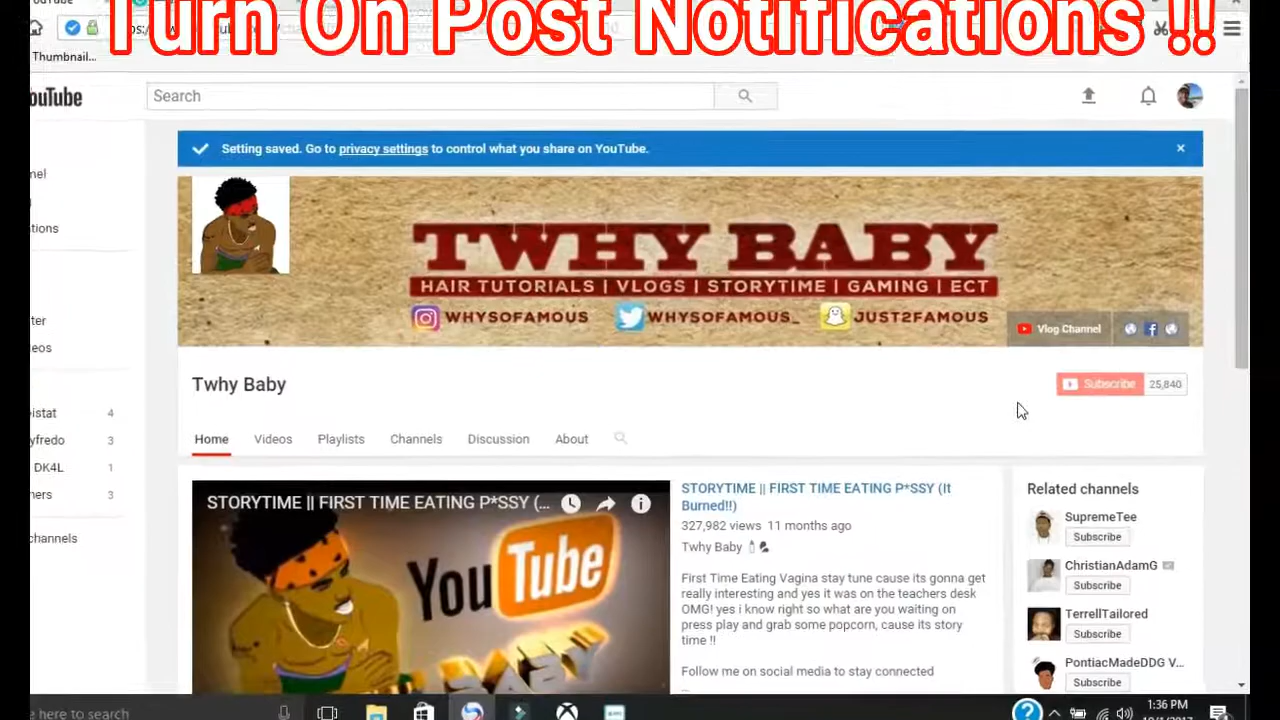 Turn On Post Notifications !!
Thumbnail...
ouTube
Search
Setting saved. Go to privacy settings to control what you share on YouTube.
TWHY BABY
HAIR TUTORIALS | VLOGS | STORYTIME | GAMING | ECT
WHYSOFAMOUS
WHYSOFAMOUS_
JUST2FAMOUS
Vlog Channel
Twhy Baby
Subscribe 25,840
Home Videos Playlists Channels Discussion About
nel
ations
ter
eos
eistat 4
yfredo 3
DK4L 1
ners 3
channels
STORYTIME || FIRST TIME EATING P*SSY (...
YouTube
BABY
STORYTIME || FIRST TIME EATING P*SSY (It
Burned!!)
327,982 views 11 months ago
Twhy Baby
First Time Eating Vagina stay tune cause its gonna get
really interesting and yes it was on the teachers desk
OMG! yes i know right so what are you waiting on
press play and grab some popcorn, cause its story
time !!
Follow me on social media to stay connected
Related channels
SupremeTee
Subscribe
ChristianAdamG
Subscribe
TerrellTailored
Subscribe
PontiacMadeDDG V...
Subscribe
e here to search
1:36 PM